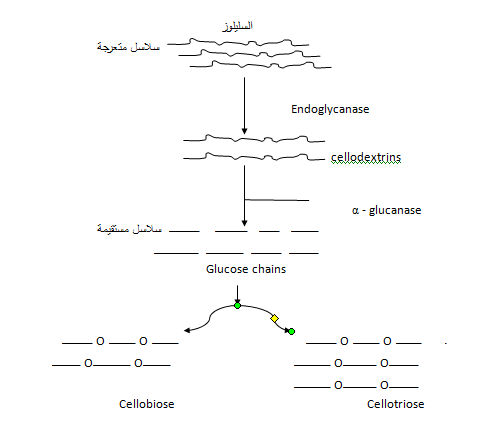 السليلوز
سلاسل متعرجة
Endoglycanase
cellodextrins
α - glucanase
سلاسل مستقيمة
Glucose chains
O O O O
O O O O
O O
Cellobiose Cellotriose